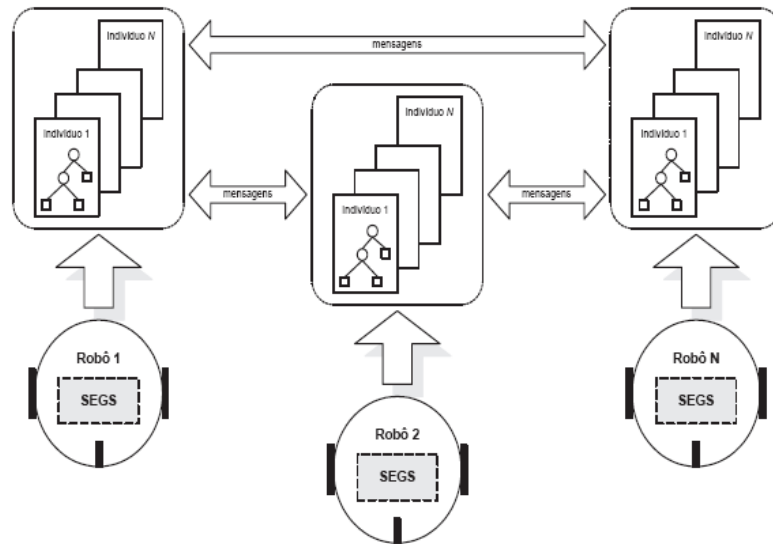 Indivíduo N
mensagens
Indivíduo N
Indivíduo N
Indivíduo 1
Indivíduo 1
mensagens
mensagens
Indivíduo 1
Robô 1
SEGS
Robô N
SEGS
Robô 2
SEGS